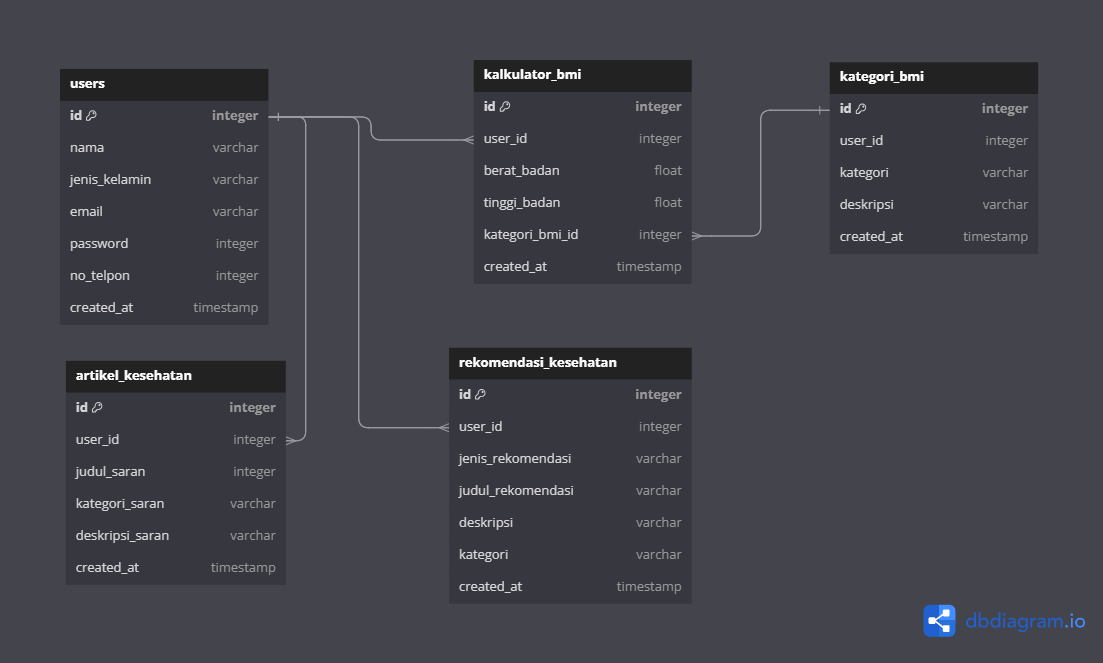 users
id integer
nama varchar
jenis_kelamin varchar
email varchar
password integer
no_telpon integer
created_at timestamp
kalkulator_bmi
id integer
user_id integer
berat_badan float
tinggi_badan float
kategori_bmi_id integer
created_at timestamp
kategori_bmi
id integer
user_id integer
kategori varchar
deskripsi varchar
created_at timestamp
artikel_kesehatan
id integer
user_id integer
judul_saran integer
kategori_saran varchar
deskripsi_saran varchar
created_at timestamp
rekomendasi_kesehatan
id integer
user_id integer
jenis_rekomendasi varchar
judul_rekomendasi varchar
deskripsi varchar
kategori varchar
created_at timestamp
dbdiagram.io